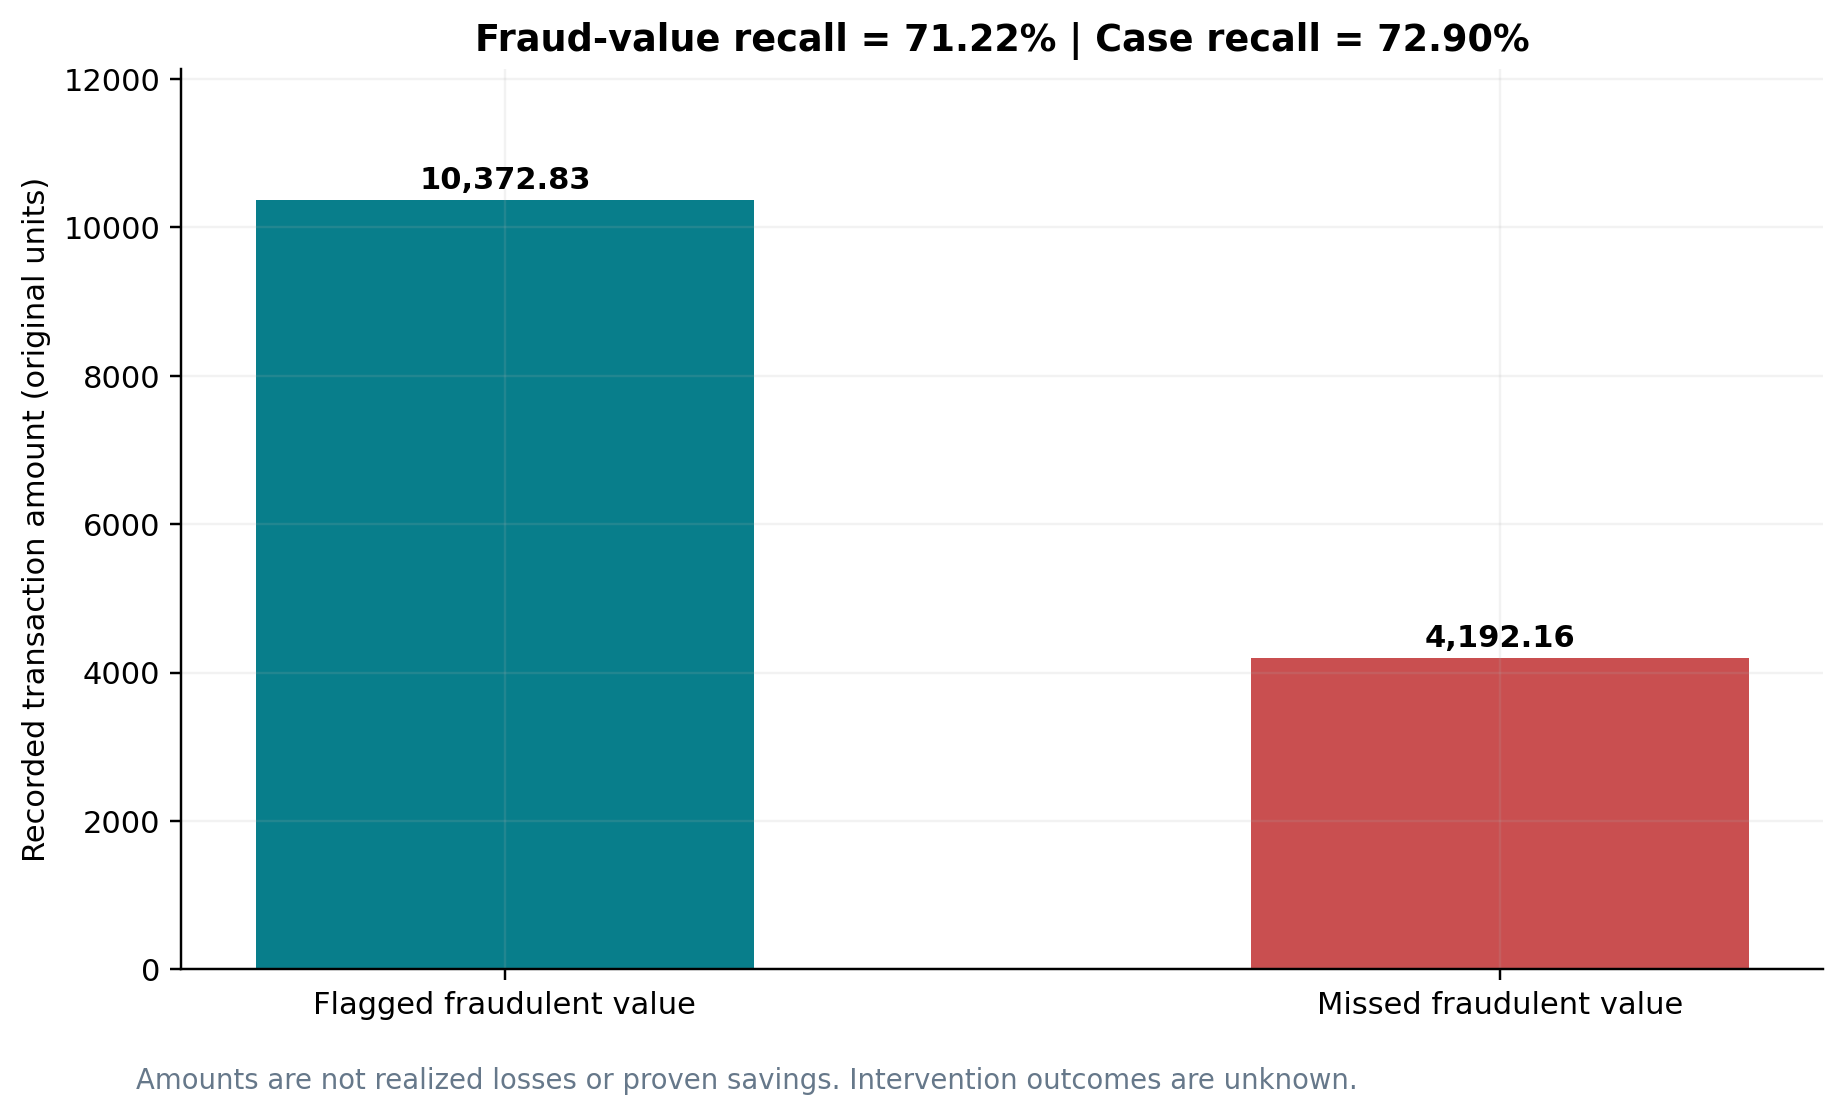 Fraud-value recall = 71.22% | Case recall = 72.90%
Recorded transaction amount (original units)
12000
10000
8000
6000
4000
2000
0
10,372.83
4,192.16
Flagged fraudulent value
Missed fraudulent value
Amounts are not realized losses or proven savings. Intervention outcomes are unknown.